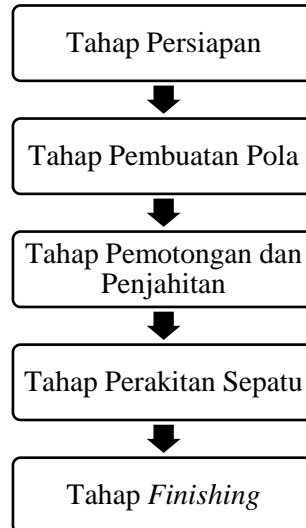 Tahap Persiapan
Tahap Pembuatan Pola
Tahap Pemotongan dan
Penjahitan
Tahap Perakitan Sepatu
Tahap Finishing